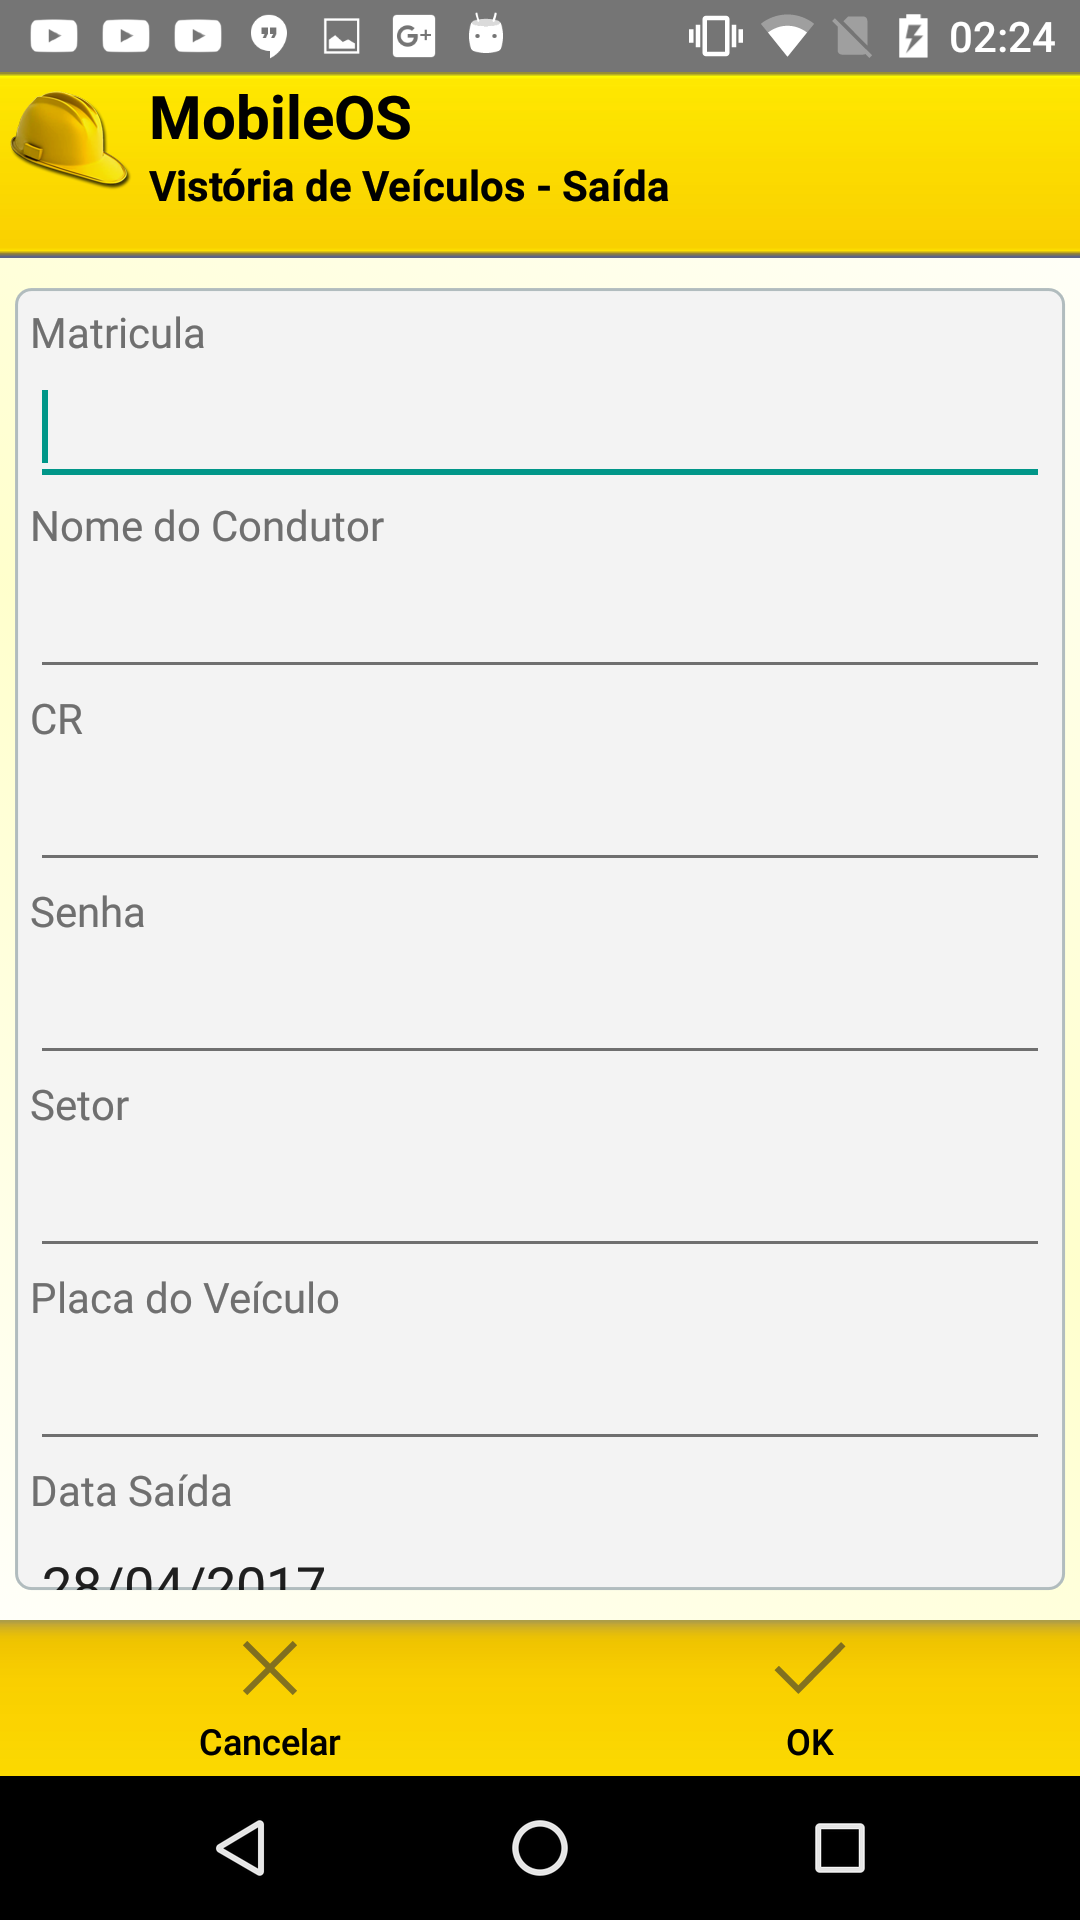 02:24
MobileOS
Vistória de Veículos - Saída
Matricula
Nome do Condutor
CR
Senha
Setor
Placa do Veículo
Data Saída
28/04/2017
Cancelar
OK